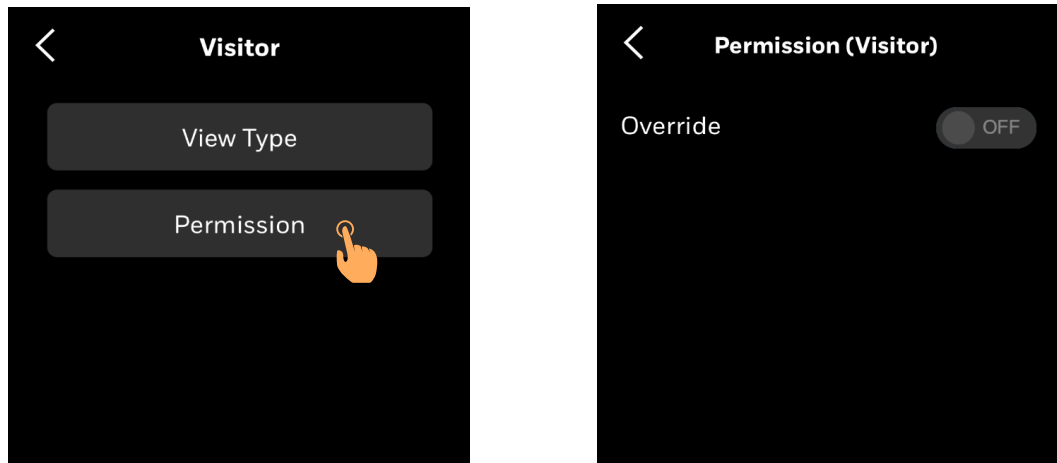 Visitor
View Type
Permission
Permission (Visitor)
Override
OFF